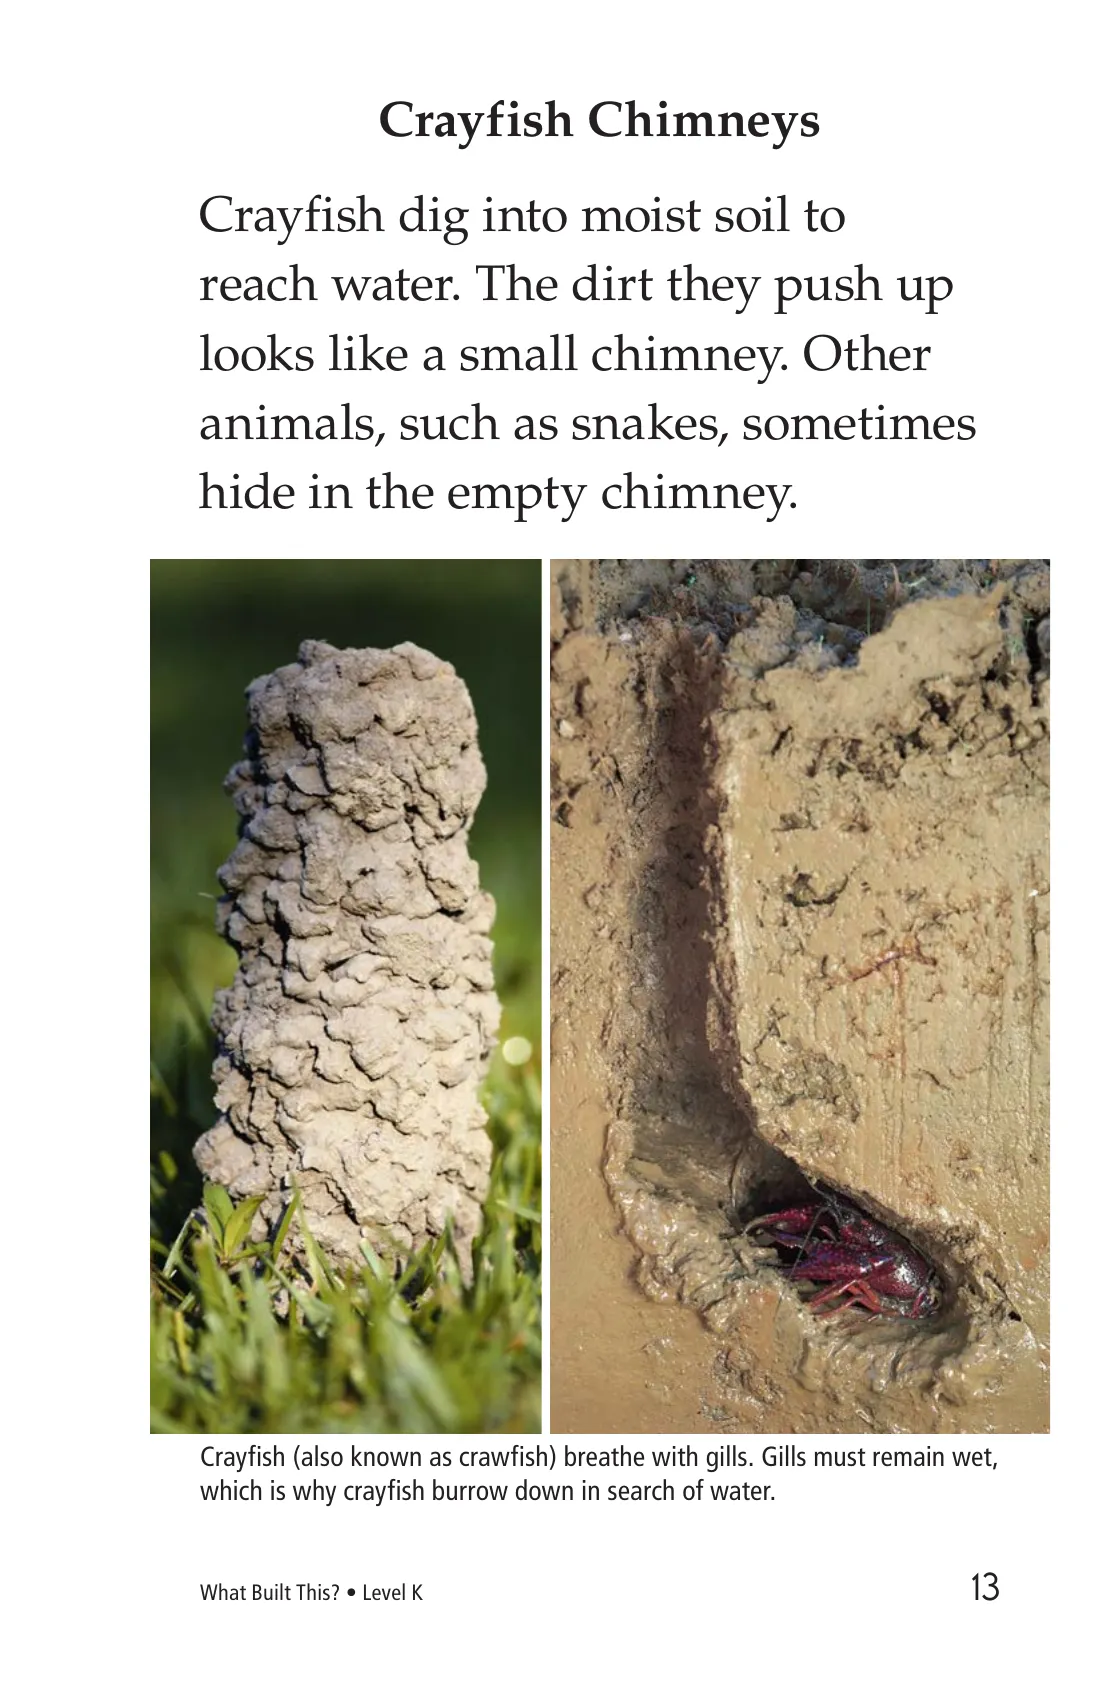 Crayfish Chimneys
Crayfish dig into moist soil to
reach water. The dirt they push up
looks like a small chimney. Other
animals, such as snakes, sometimes
hide in the empty chimney.
Crayfish (also known as crawfish) breathe with gills. Gills must remain wet,
which is why crayfish burrow down in search of water.
What Built This? • Level K
13